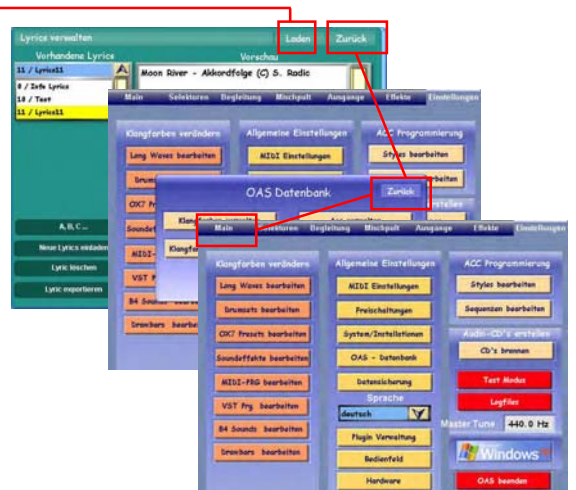 Lyrics verwalten
Laden
Zurück
Vorhandene Lyrics
Vorschau
11 / Lyrics11
8 / Info Lyrics
10 / Text
11 / Lyrics11
Moon River - Akkordfolge (C) S. Radic
A, B, C ...
Neue Lyrics einladen
Lyric löschen
Lyric exportieren
Main Selektoren Begleitung Mischpult Ausgänge Effekte Einstellungen
Klangfarben verändern
Allgemeine Einstellungen
ACC Programmierung
Long Waves bearbeiten
MIDI Einstellungen
Styles bearbeiten
OAS Datenbank
Zurück
Main Selektoren Begleitung Mischpult Ausgänge Effekte Einstellungen
Klangfarben verändern
Allgemeine Einstellungen
ACC Programmierung
Long Waves bearbeiten
MIDI Einstellungen
Styles bearbeiten
Drumsets bearbeiten
Freischaltungen
Sequenzen bearbeiten
OX7 Presets bearbeiten
System/Installationen
Audio-CD's erstellen
CD's brennen
Soundeffekte bearbeiten
OAS - Datenbank
MIDI-PRG bearbeiten
Datensicherung
Test Modus
VST Prg. bearbeiten
Sprache
deutsch
Logfiles
Master Tune 440.0 Hz
B4 Sounds bearbeiten
Plugin Verwaltung
Windows
Drawbars bearbeiten
Bedienfeld
Hardware
OAS beenden